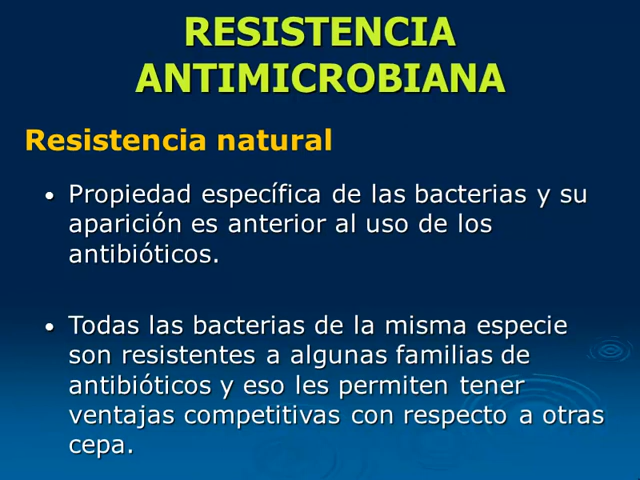 RESISTENCIA
ANTIMICROBIANA
Resistencia natural
• Propiedad específica de las bacterias y su
aparición es anterior al uso de los
antibióticos.
• Todas las bacterias de la misma especie
son resistentes a algunas familias de
antibióticos y eso les permiten tener
ventajas competitivas con respecto a otras
cepa.